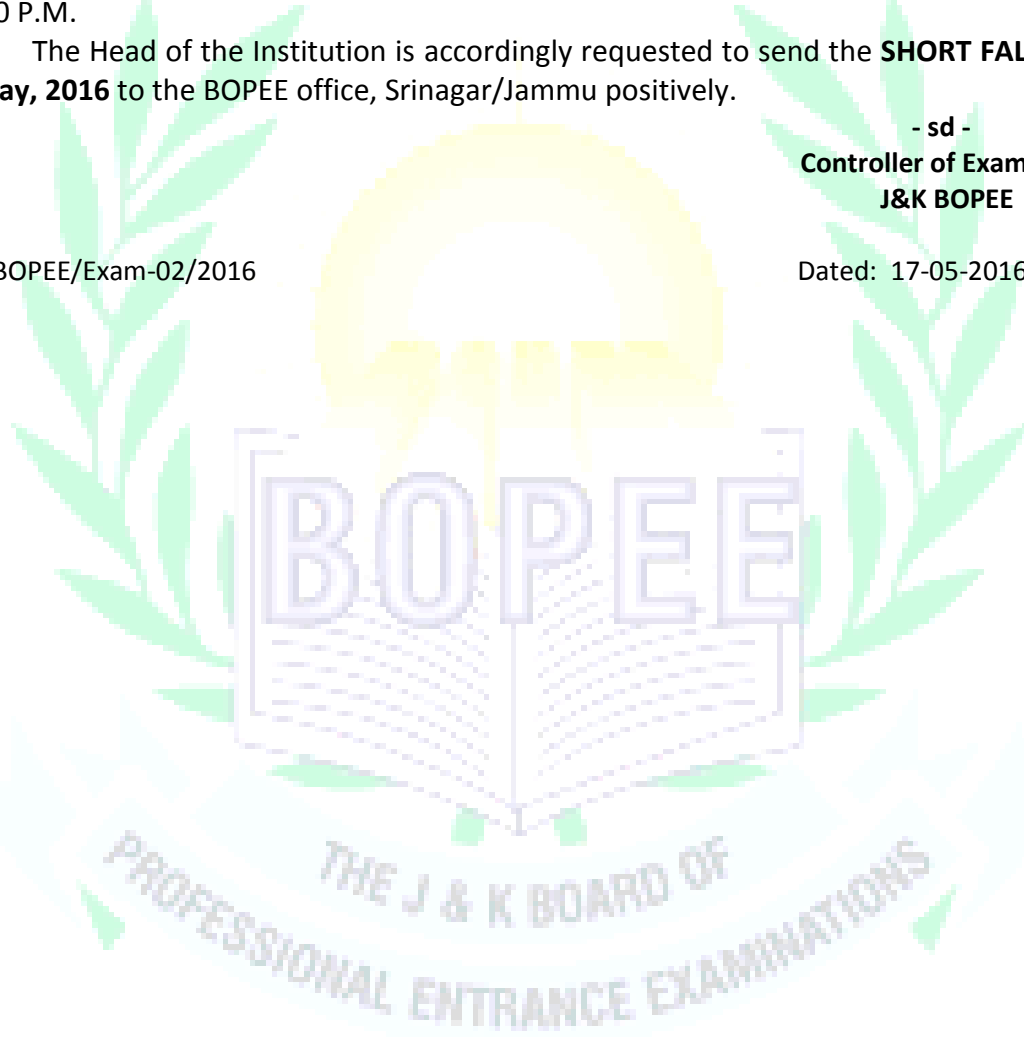 0 P.M.
The Head of the Institution is accordingly requested to send the SHORT FAL
ay, 2016 to the BOPEE office, Srinagar/Jammu positively.
- sd -
Controller of Exam
J&K BOPEE
BOPEE/Exam-02/2016 Dated: 17-05-2016
BOPEE
THE J & K BOARD OF
PROFESSIONAL ENTRANCE EXAMINATIONS